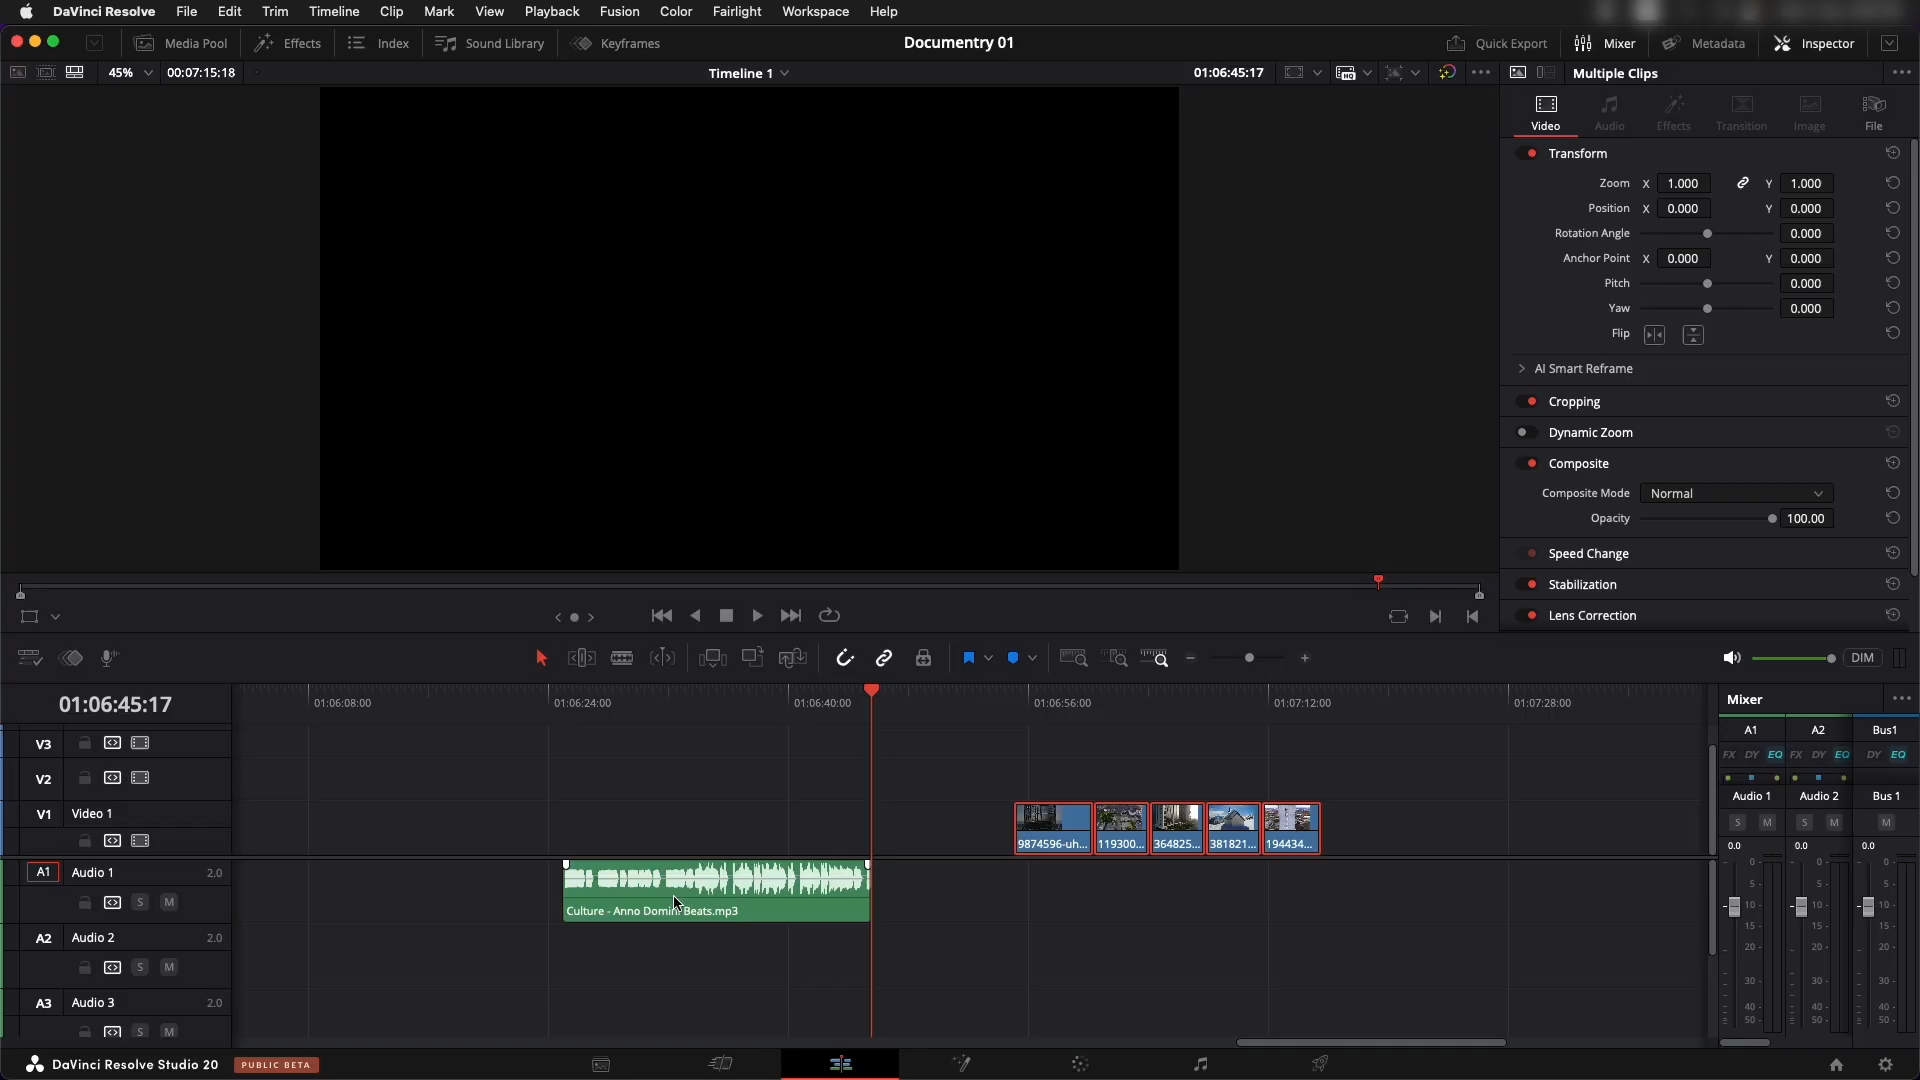 DaVinci Resolve File Edit Trim Timeline Clip Mark View Playback Fusion Color Fairlight Workspace Help
Media Pool Effects Index Sound Library Keyframes Documentry 01 Quick Export Mixer Metadata Inspector
45% 00:07:15:18 Timeline 1 01:06:45:17 Multiple Clips
Video Audio Effects Transition Image File
Transform
Zoom X 1.000 Y 1.000
Position X 0.000 Y 0.000
Rotation Angle 0.000
Anchor Point X 0.000 Y 0.000
Pitch 0.000
Yaw 0.000
Flip
AI Smart Reframe
Cropping
Dynamic Zoom
Composite
Composite Mode Normal
Opacity 100.00
Speed Change
Stabilization
Lens Correction
DIM
01:06:45:17 01:06:08:00 01:06:24:00 01:06:40:00 01:06:56:00 01:07:12:00 01:07:28:00
Mixer
A1 A2 Bus1
FX DY EQ FX DY EQ DY EQ
Audio 1 Audio 2 Bus 1
S M S M M
0.0 0.0 0.0
0 0 0
5 5 5
10 10 10
15 15 15
20 20 20
30 30 30
40 40 40
50 50 50
V3
V2
V1 Video 1
9874596-uh... 119300... 364825... 381821... 194434...
A1 Audio 1 2.0
S M
Culture - Anno Domini Beats.mp3
A2 Audio 2 2.0
S M
A3 Audio 3 2.0
S M
DaVinci Resolve Studio 20 PUBLIC BETA